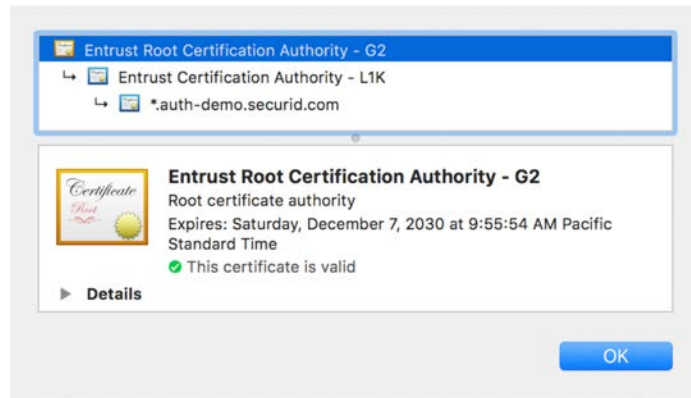 Entrust Root Certification Authority - G2
Entrust Certification Authority - L1K
*.auth-demo.securid.com
Certificate
Root
Entrust Root Certification Authority - G2
Root certificate authority
Expires: Saturday, December 7, 2030 at 9:55:54 AM Pacific
Standard Time
This certificate is valid
Details
OK